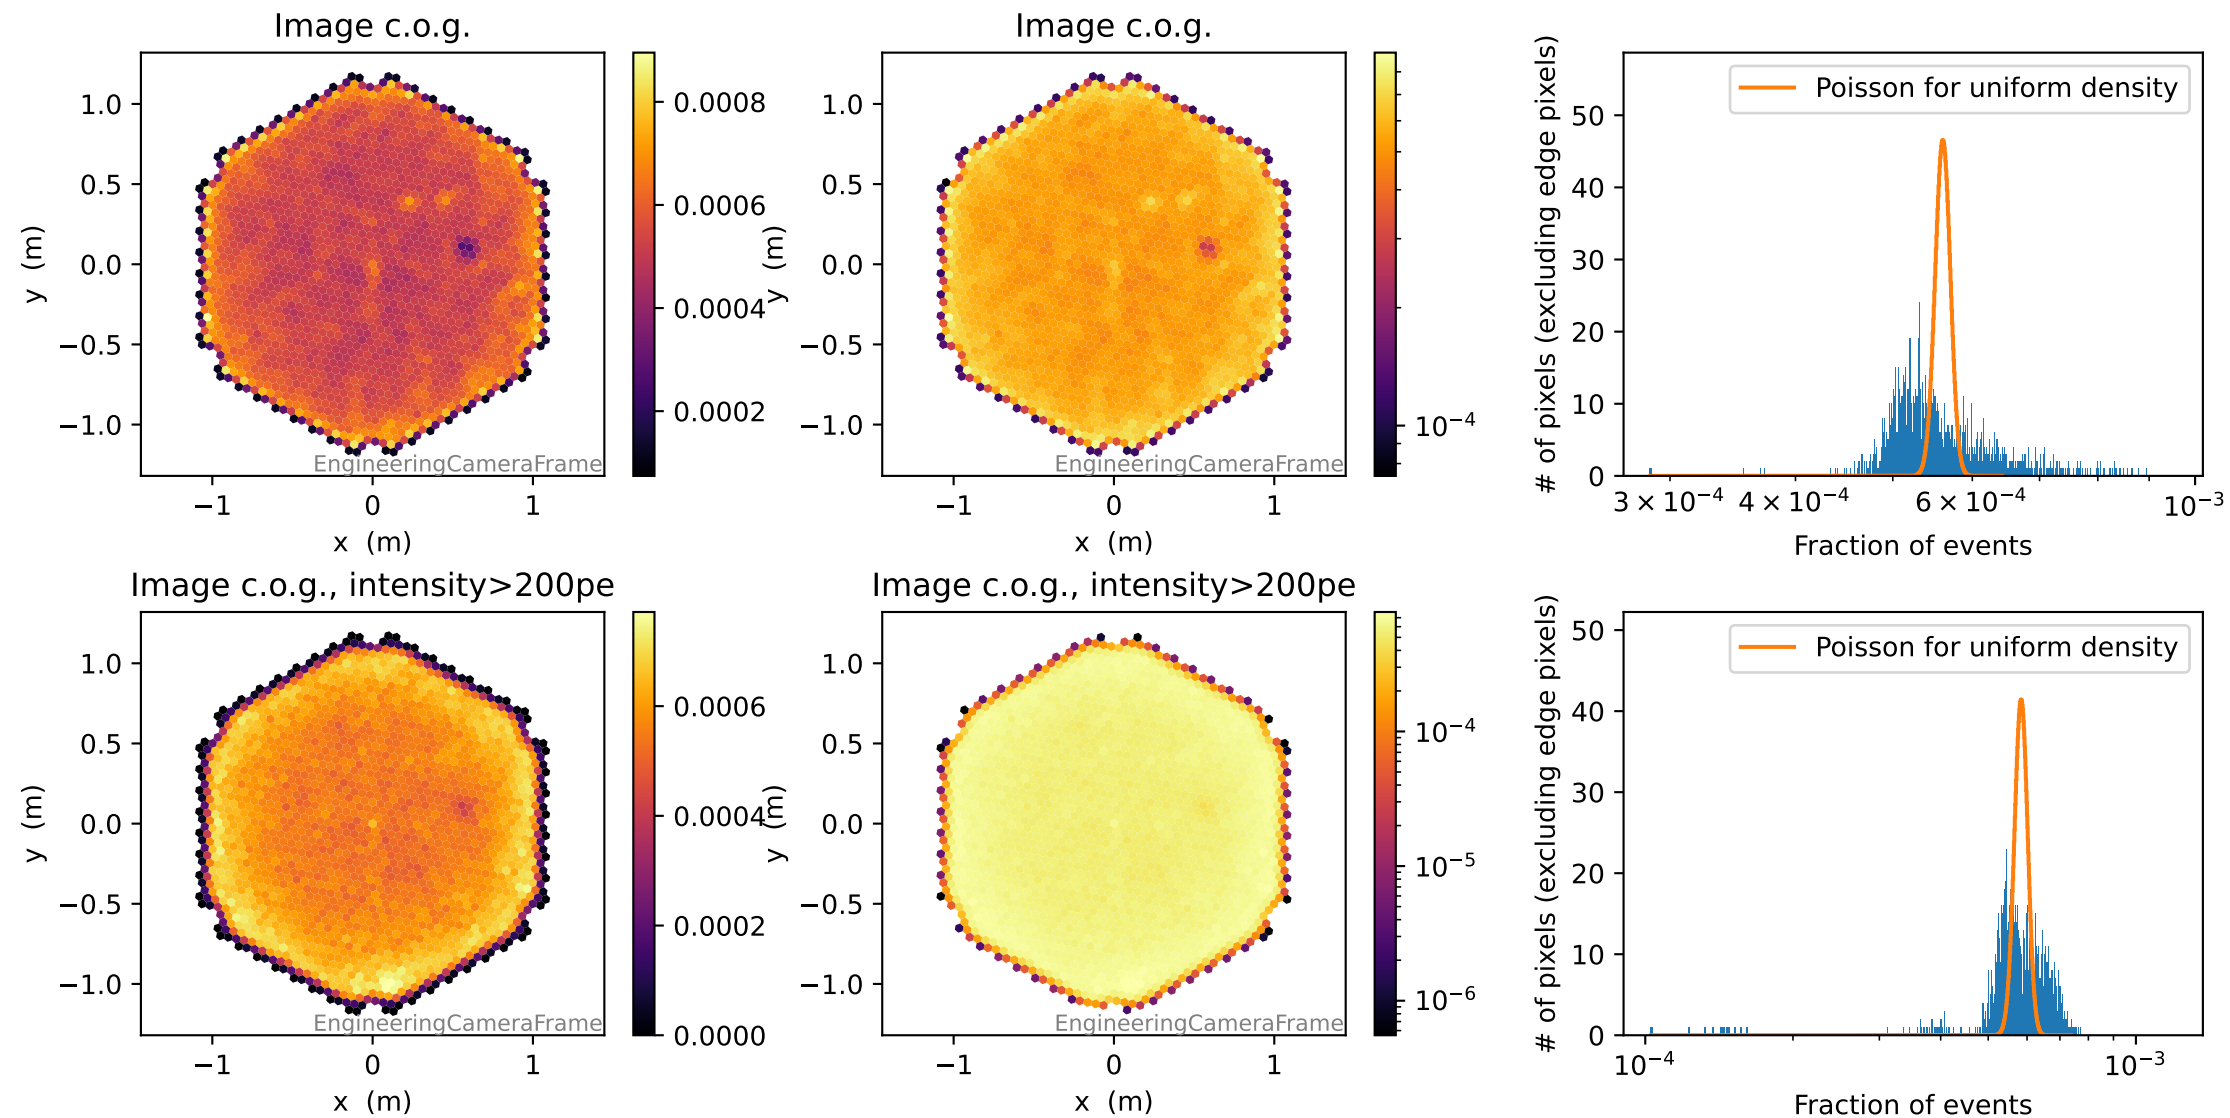 Image c.o.g.
y (m)
1.0
0.5
0.0
−0.5
−1.0
EngineeringCameraFrame
−1 0 1
x (m)
0.0008
0.0006
0.0004
0.0002
Image c.o.g.
y (m)
1.0
0.5
0.0
−0.5
−1.0
EngineeringCameraFrame
−1 0 1
x (m)
10⁻⁴
# of pixels (excluding edge pixels)
Poisson for uniform density
50
40
30
20
10
0
3 × 10⁻⁴ 4 × 10⁻⁴ 6 × 10⁻⁴ 10⁻³
Fraction of events
Image c.o.g., intensity>200pe
y (m)
1.0
0.5
0.0
−0.5
−1.0
EngineeringCameraFrame
−1 0 1
x (m)
0.0006
0.0004
0.0002
0.0000
Image c.o.g., intensity>200pe
y (m)
1.0
0.5
0.0
−0.5
−1.0
EngineeringCameraFrame
−1 0 1
x (m)
10⁻⁴
10⁻⁵
10⁻⁶
# of pixels (excluding edge pixels)
Poisson for uniform density
50
40
30
20
10
0
10⁻⁴ 10⁻³
Fraction of events